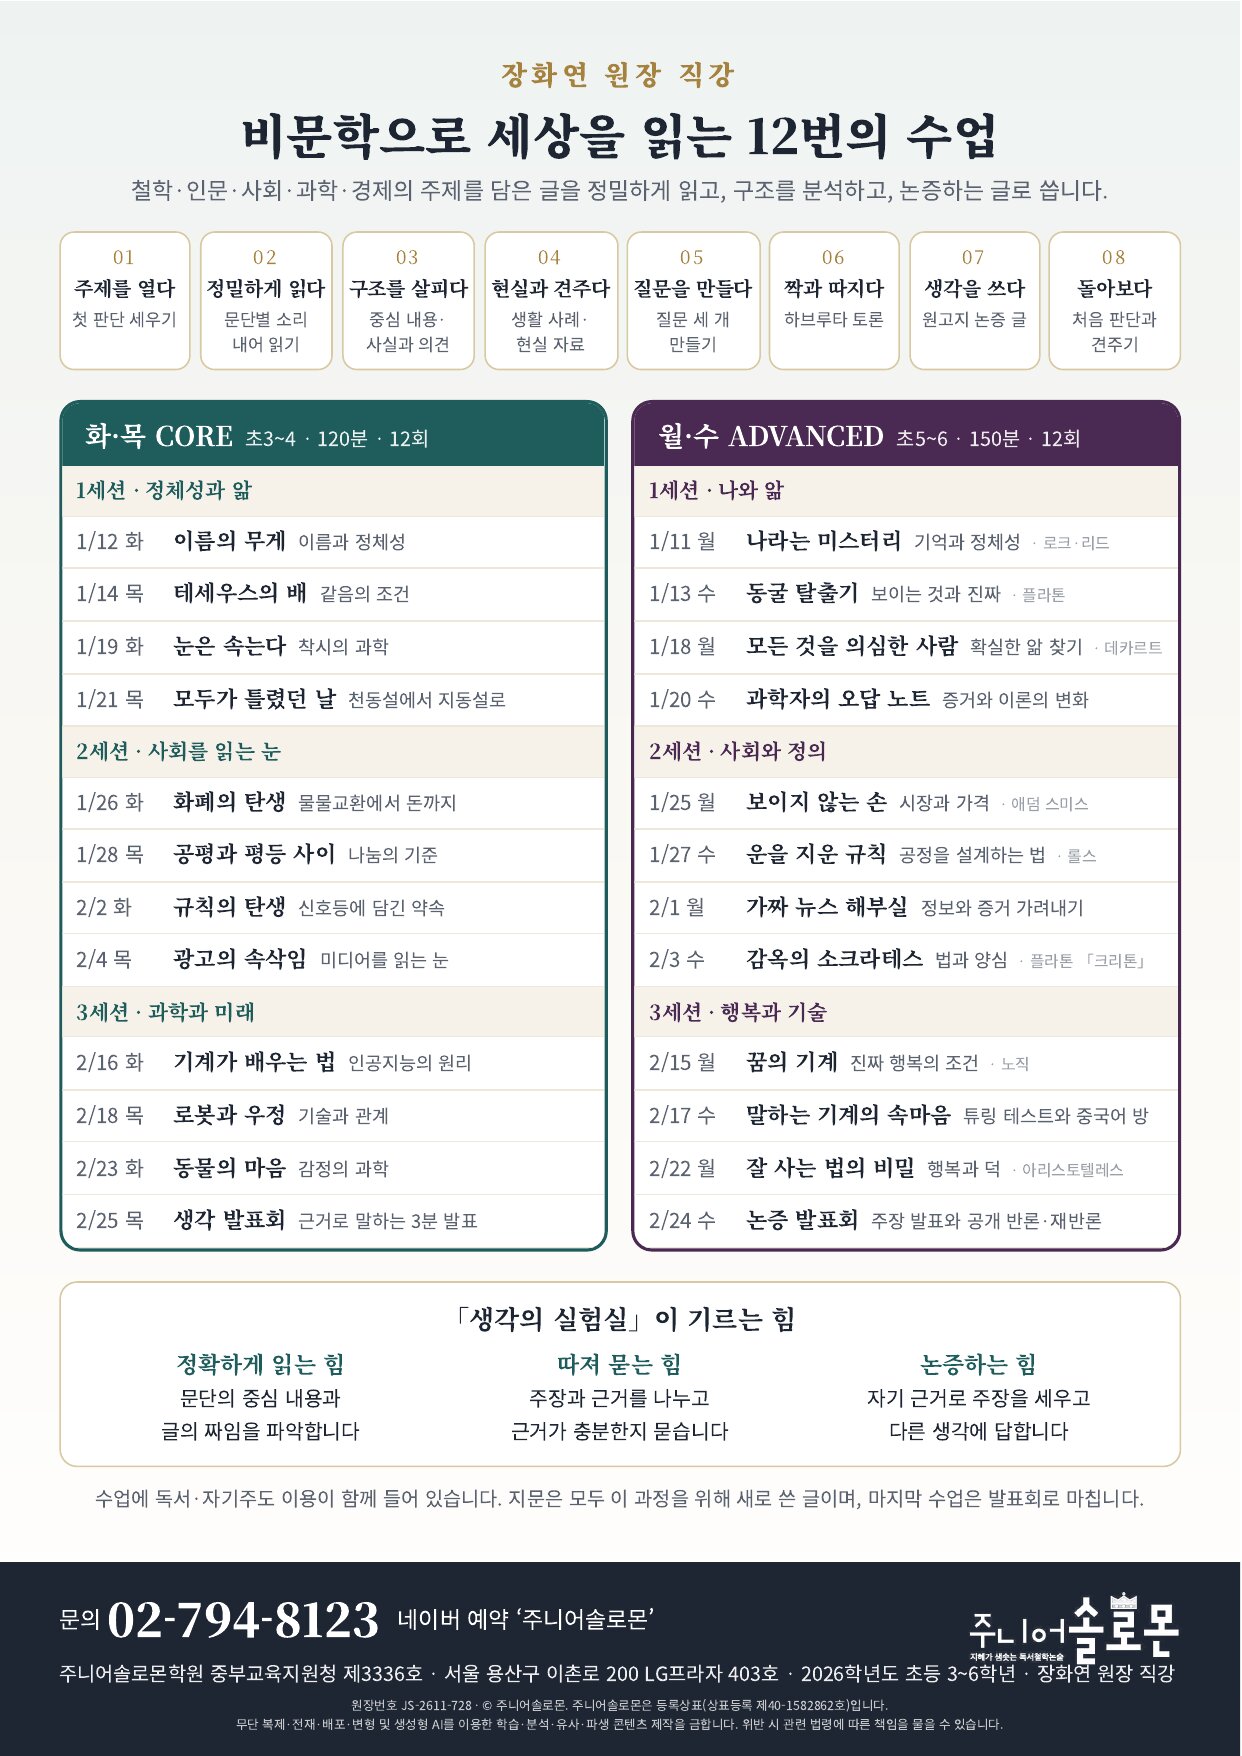 장화연 원장 직강
비문학으로 세상을 읽는 12번의 수업
철학·인문·사회·과학·경제의 주제를 담은 글을 정밀하게 읽고, 구조를 분석하고, 논증하는 글로 씁니다.
01
주제를 열다
첫 판단 세우기
02
정밀하게 읽다
문단별 소리
내어 읽기
03
구조를 살피다
중심 내용·
사실과 의견
04
현실과 견주다
생활 사례·
현실 자료
05
질문을 만들다
질문 세 개
만들기
06
짝과 따지다
하브루타 토론
07
생각을 쓰다
원고지 논증 글
08
돌아보다
처음 판단과
견주기
화·목 CORE 초3~4 · 120분 · 12회
1세션 · 정체성과 앎
1/12 화 이름의 무게 이름과 정체성
1/14 목 테세우스의 배 같음의 조건
1/19 화 눈은 속는다 착시의 과학
1/21 목 모두가 틀렸던 날 천동설에서 지동설로
2세션 · 사회를 읽는 눈
1/26 화 화폐의 탄생 물물교환에서 돈까지
1/28 목 공평과 평등 사이 나눔의 기준
2/2 화 규칙의 탄생 신호등에 담긴 약속
2/4 목 광고의 속삭임 미디어를 읽는 눈
3세션 · 과학과 미래
2/16 화 기계가 배우는 법 인공지능의 원리
2/18 목 로봇과 우정 기술과 관계
2/23 화 동물의 마음 감정의 과학
2/25 목 생각 발표회 근거로 말하는 3분 발표
월·수 ADVANCED 초5~6 · 150분 · 12회
1세션 · 나와 앎
1/11 월 나라는 미스터리 기억과 정체성 · 로크·리드
1/13 수 동굴 탈출기 보이는 것과 진짜 · 플라톤
1/18 월 모든 것을 의심한 사람 확실한 앎 찾기 · 데카르트
1/20 수 과학자의 오답 노트 증거와 이론의 변화
2세션 · 사회와 정의
1/25 월 보이지 않는 손 시장과 가격 · 애덤 스미스
1/27 수 운을 지운 규칙 공정을 설계하는 법 · 롤스
2/1 월 가짜 뉴스 해부실 정보와 증거 가려내기
2/3 수 감옥의 소크라테스 법과 양심 · 플라톤 「크리톤」
3세션 · 행복과 기술
2/15 월 꿈의 기계 진짜 행복의 조건 · 노직
2/17 수 말하는 기계의 속마음 튜링 테스트와 중국어 방
2/22 월 잘 사는 법의 비밀 행복과 덕 · 아리스토텔레스
2/24 수 논증 발표회 주장 발표와 공개 반론·재반론
「생각의 실험실」이 기르는 힘
정확하게 읽는 힘
문단의 중심 내용과
글의 짜임을 파악합니다
따져 묻는 힘
주장과 근거를 나누고
근거가 충분한지 묻습니다
논증하는 힘
자기 근거로 주장을 세우고
다른 생각에 답합니다
수업에 독서·자기주도 이용이 함께 들어 있습니다. 지문은 모두 이 과정을 위해 새로 쓴 글이며, 마지막 수업은 발표회로 마칩니다.
문의 02-794-8123 네이버 예약 ‘주니어솔로몬’
주니어솔로몬
지혜가 샘솟는 독서철학논술
주니어솔로몬학원 중부교육지원청 제3336호 · 서울 용산구 이촌로 200 LG프라자 403호 · 2026학년도 초등 3~6학년 · 장화연 원장 직강
원장번호 JS-2611-728 · © 주니어솔로몬. 주니어솔로몬은 등록상표(상표등록 제40-1582862호)입니다.
무단 복제·전재·배포·변형 및 생성형 AI를 이용한 학습·분석·유사·파생 콘텐츠 제작을 금합니다. 위반 시 관련 법령에 따른 책임을 물을 수 있습니다.